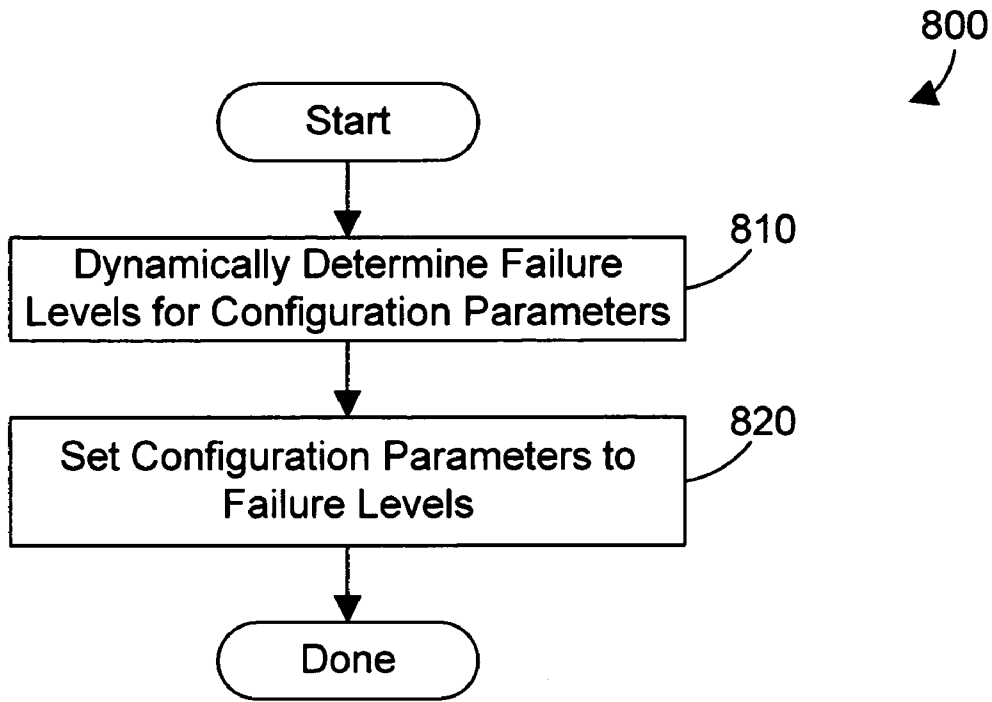 800
Start
810
Dynamically Determine Failure
Levels for Configuration Parameters
820
Set Configuration Parameters to
Failure Levels
Done